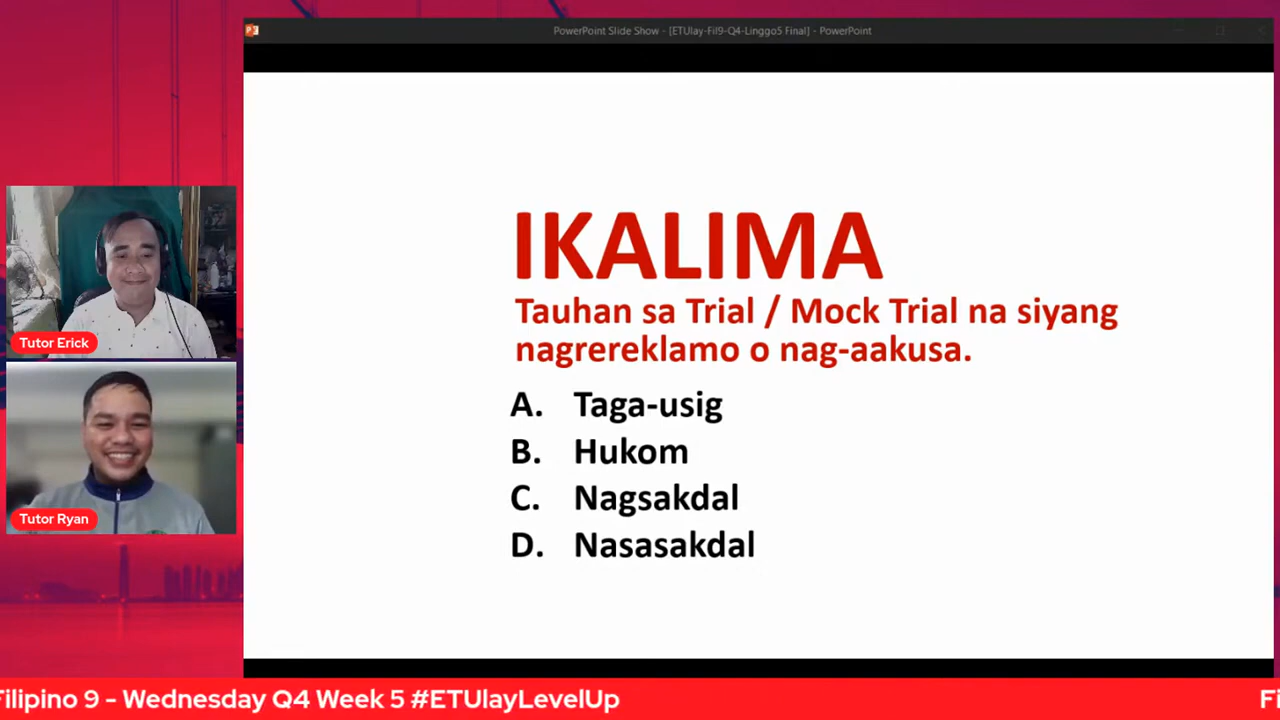 PowerPoint Slide Show - [ETUlay-Fil9-Q4-Linggo5 Final] - PowerPoint
IKALIMA
Tauhan sa Trial / Mock Trial na siyang
nagrereklamo o nag-aakusa.
A. Taga-usig
B. Hukom
C. Nagsakdal
D. Nasasakdal
Tutor Erick
Tutor Ryan
Filipino 9 - Wednesday Q4 Week 5 #ETUlayLevelUp
Fi